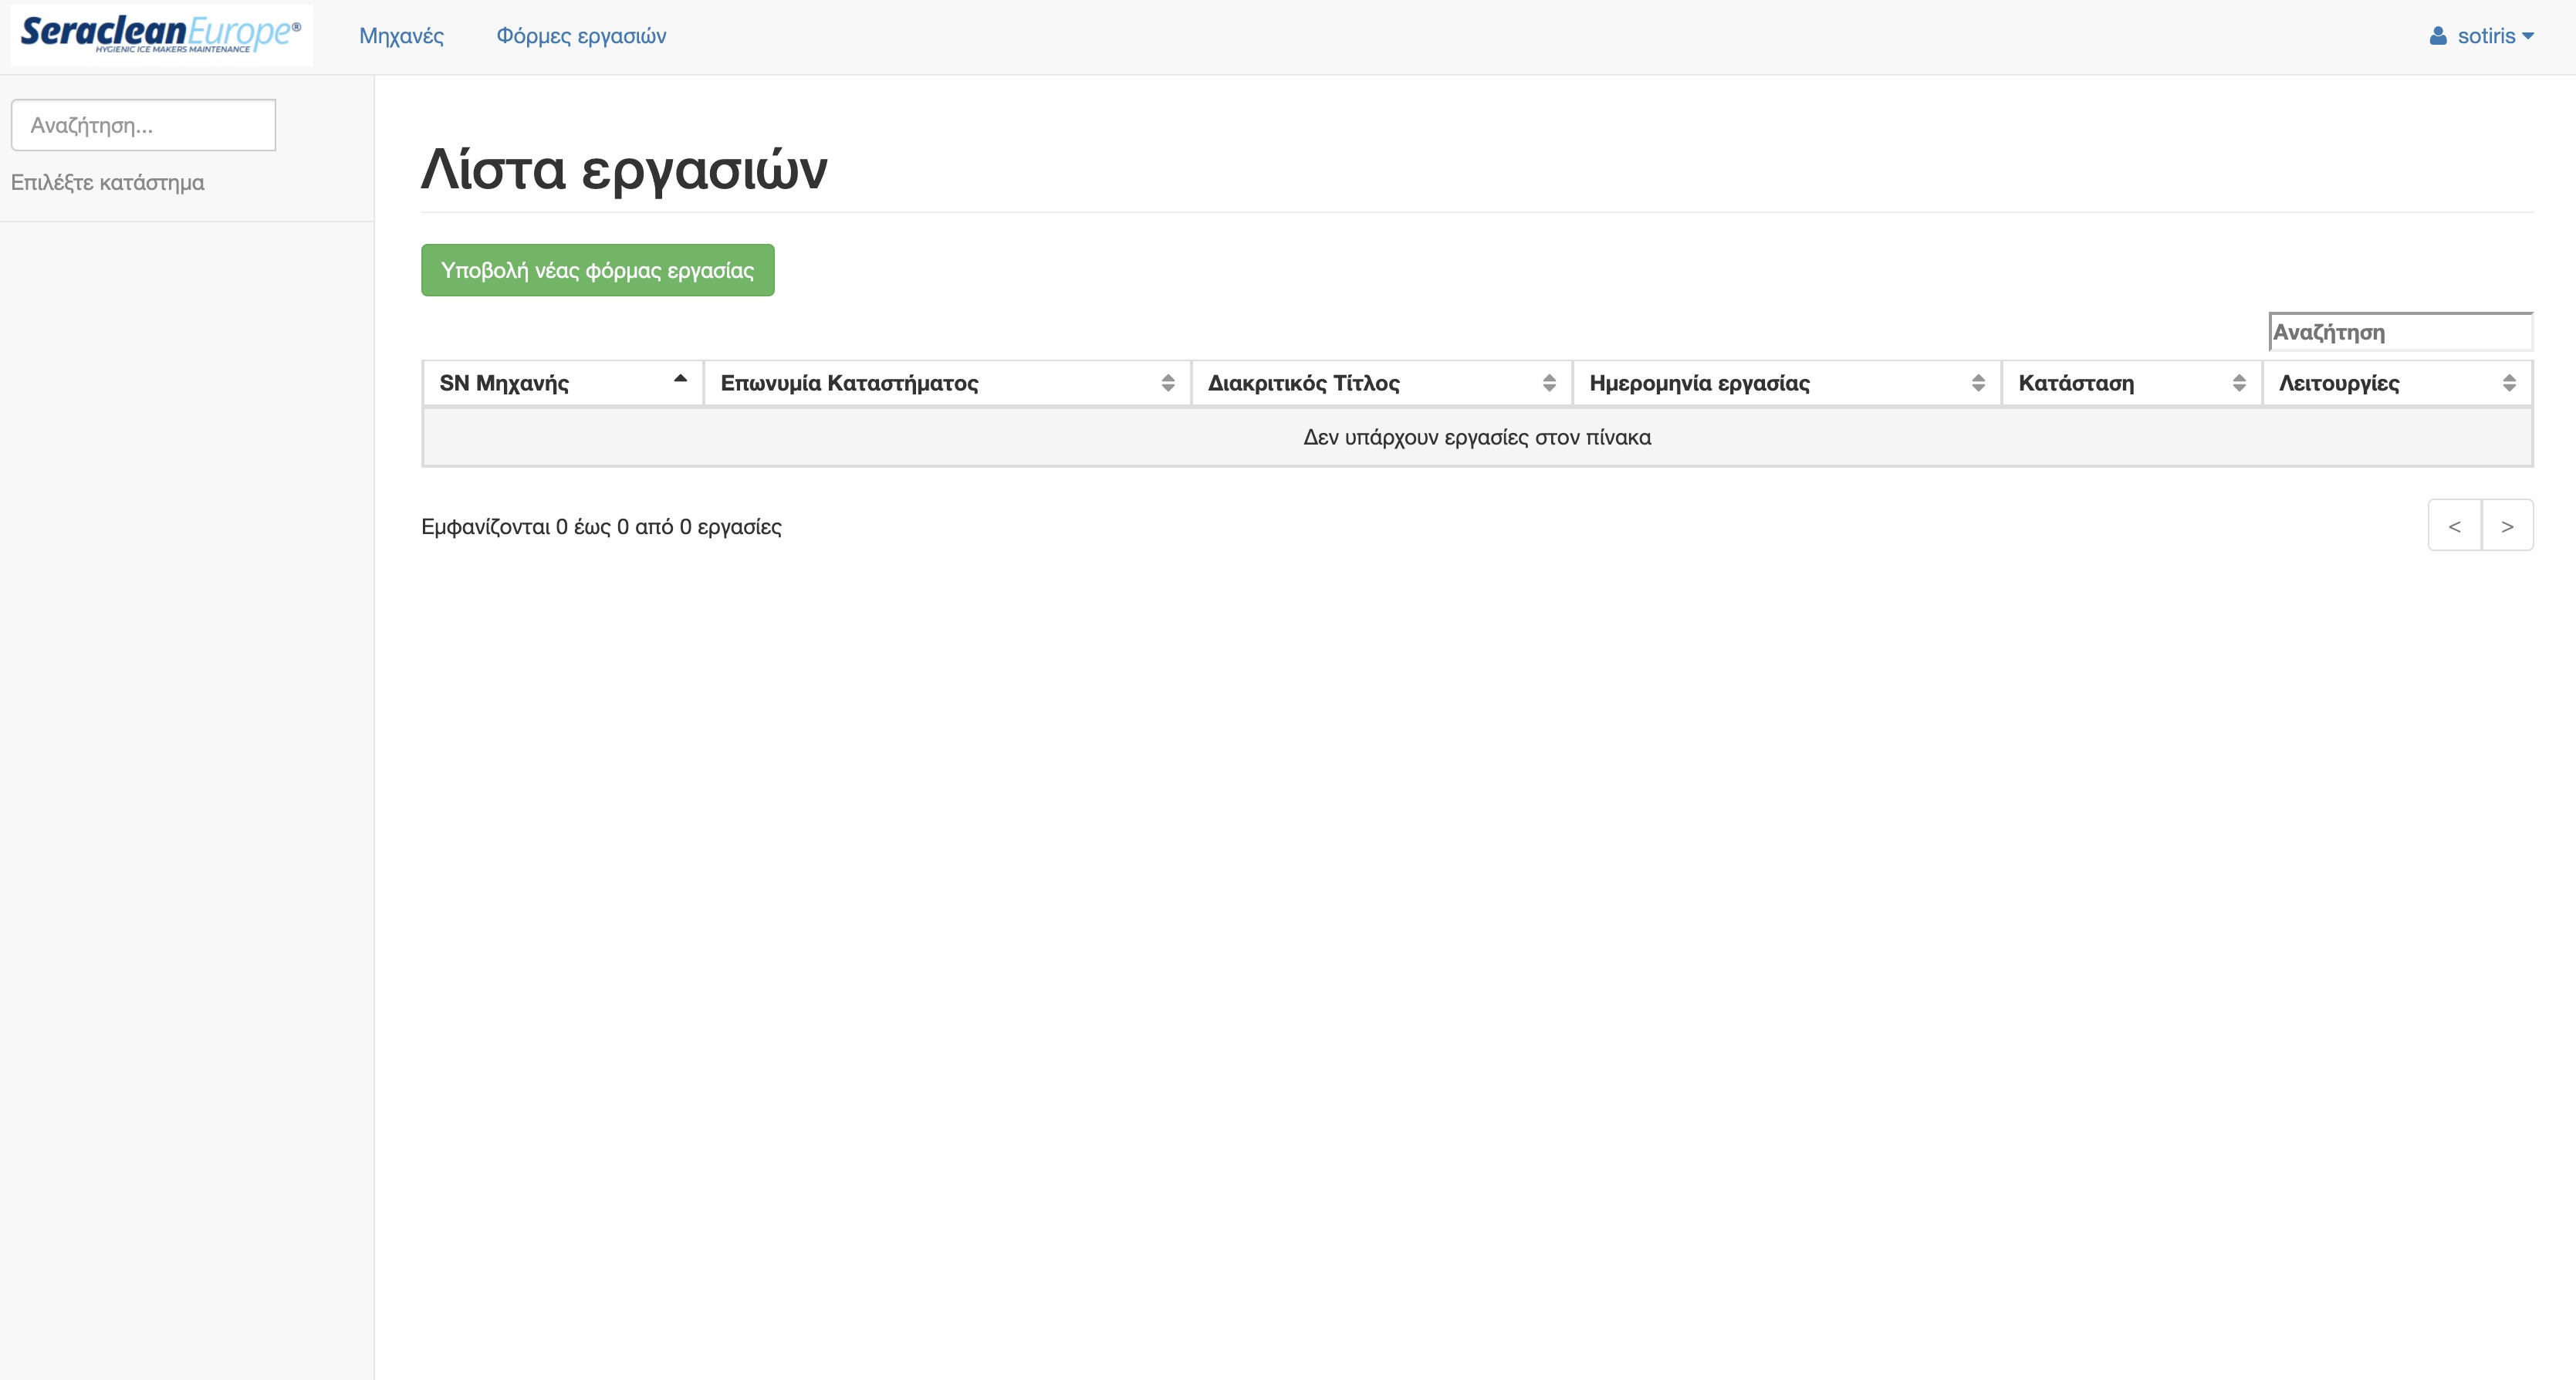 SeracleanEurope®
HYGIENIC ICE MAKERS MAINTENANCE
Μηχανές
Φόρμες εργασιών
sotiris
Αναζήτηση...
Επιλέξτε κατάστημα
Λίστα εργασιών
Υποβολή νέας φόρμας εργασίας
Αναζήτηση
SN Μηχανής
Επωνυμία Καταστήματος
Διακριτικός Τίτλος
Ημερομηνία εργασίας
Κατάσταση
Λειτουργίες
Δεν υπάρχουν εργασίες στον πίνακα
Εμφανίζονται 0 έως 0 από 0 εργασίες
< >